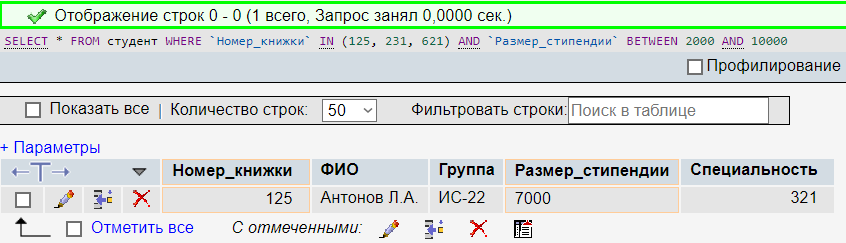 Отображение строк 0 - 0 (1 всего, Запрос занял 0,0000 сек.)
SELECT * FROM студент WHERE `Номер_книжки` IN (125, 231, 621) AND `Размер_стипендии` BETWEEN 2000 AND 10000
Профилирование
Показать все | Количество строк: 50 Фильтровать строки: Поиск в таблице
+ Параметры
←T→ Номер_книжки ФИО Группа Размер_стипендии Специальность
125 Антонов Л.А. ИС-22 7000 321
Отметить все С отмеченными: